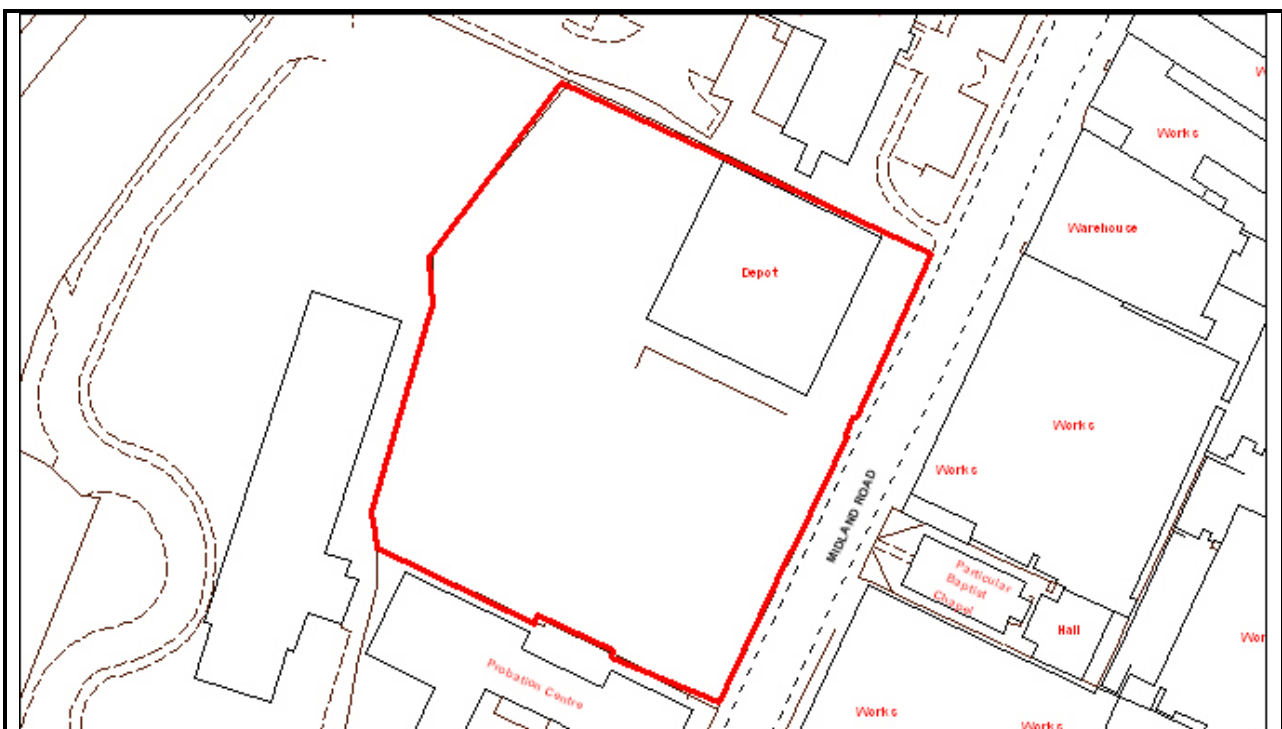 Works
Warehouse
Depot
Works
Works
MIDLAND ROAD
Particular
Baptist
Chapel
Hall
Probation Centre
Works
Works